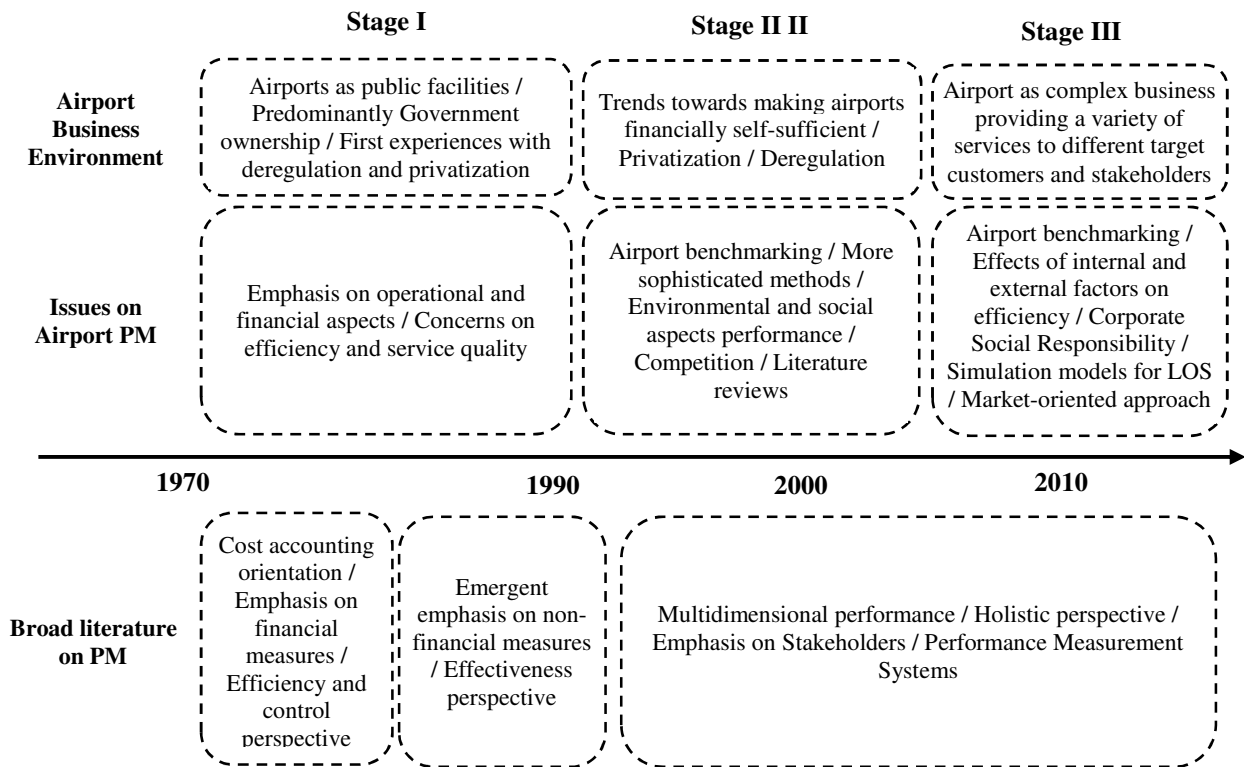 Stage I
Stage II II
Stage III
Airport
Business
Environment
Airports as public facilities /
Predominantly Government
ownership / First experiences with
deregulation and privatization
Trends towards making airports
financially self-sufficient /
Privatization / Deregulation
Airport as complex business
providing a variety of
services to different target
customers and stakeholders
Issues on
Airport PM
Emphasis on operational and
financial aspects / Concerns on
efficiency and service quality
Airport benchmarking / More
sophisticated methods /
Environmental and social
aspects performance /
Competition / Literature
reviews
Airport benchmarking /
Effects of internal and
external factors on
efficiency / Corporate
Social Responsibility /
Simulation models for LOS
/ Market-oriented approach
1970
1990
2000
2010
Broad literature
on PM
Cost accounting
orientation /
Emphasis on
financial
measures /
Efficiency and
control
perspective
Emergent
emphasis on non-
financial measures
/ Effectiveness
perspective
Multidimensional performance / Holistic perspective /
Emphasis on Stakeholders / Performance Measurement
Systems